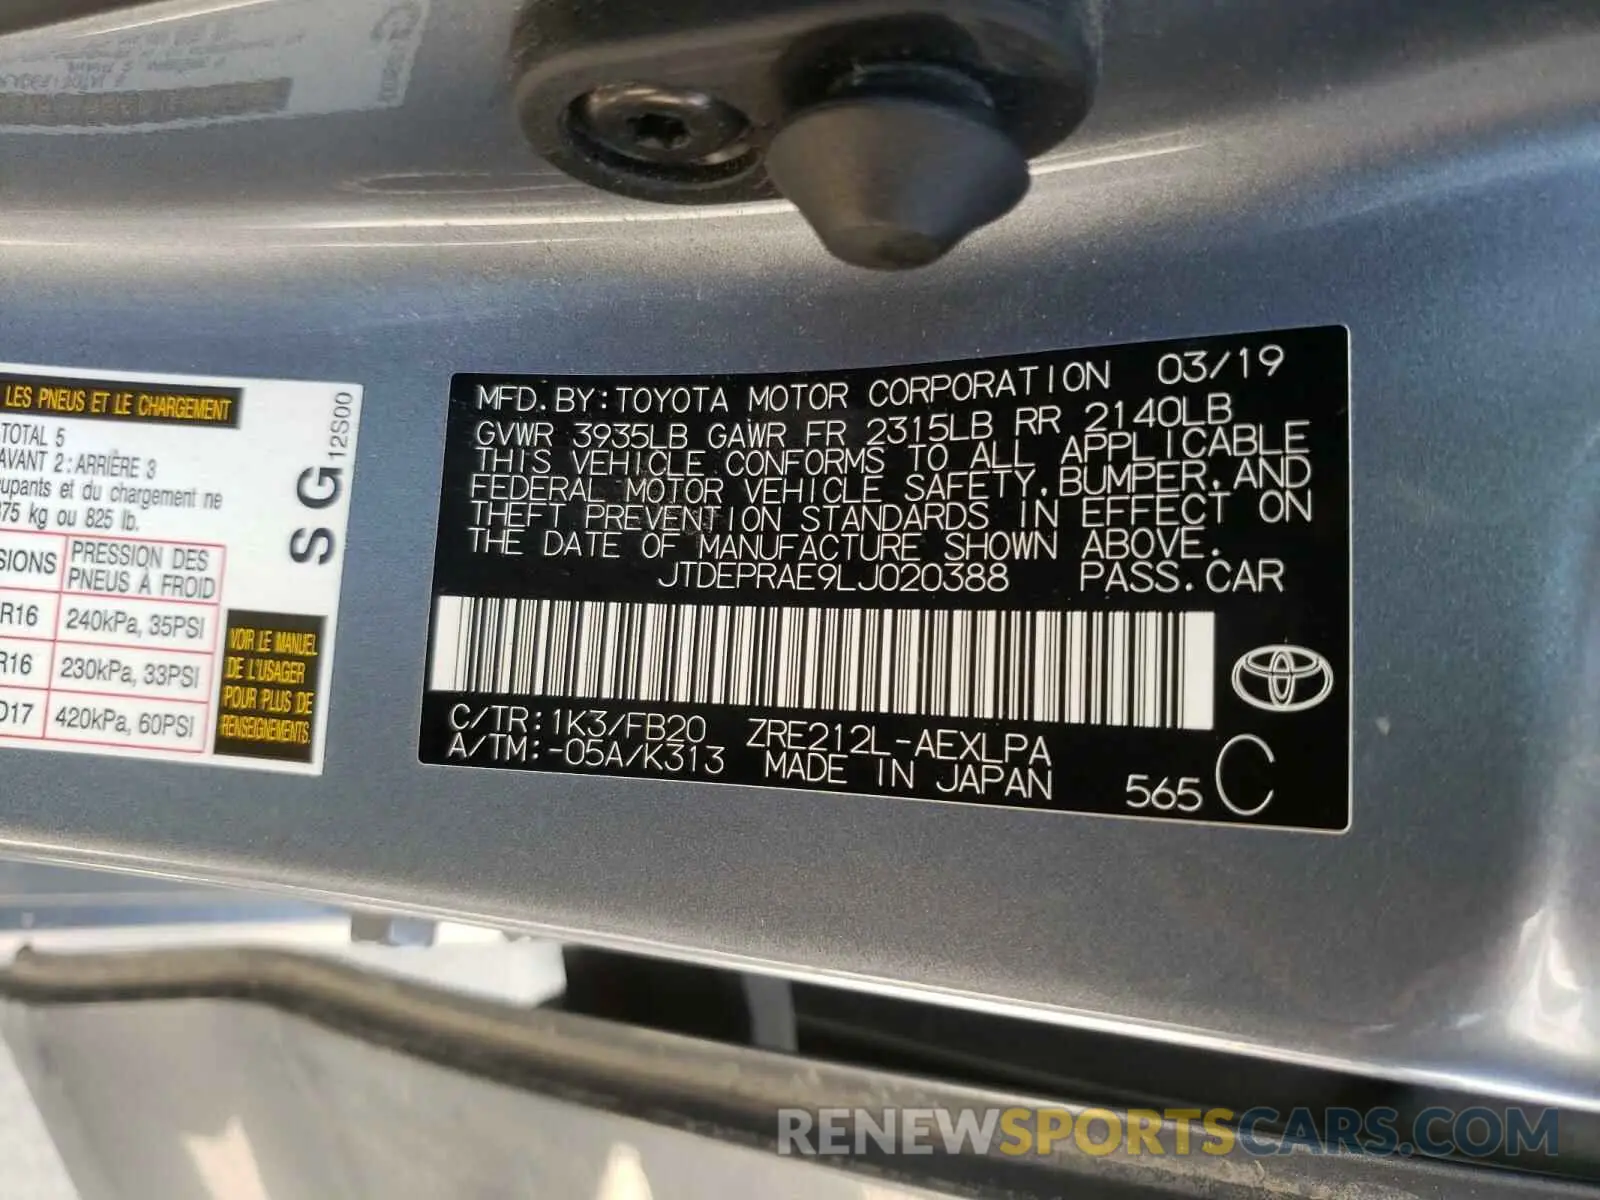 LES PNEUS ET LE CHARGEMENT
TOTAL 5
AVANT 2 : ARRIÈRE 3
upants et du chargement ne
375 kg ou 825 lb.
SIONS PRESSION DES PNEUS À FROID
R16 240kPa, 35PSI
R16 230kPa, 33PSI
D17 420kPa, 60PSI
SG 12S00
VOIR LE MANUEL
DE L'USAGER
POUR PLUS DE
RENSEIGNEMENTS.
MFD. BY: TOYOTA MOTOR CORPORATION 03/19
GVWR 3935LB GAWR FR 2315LB RR 2140LB
THIS VEHICLE CONFORMS TO ALL APPLICABLE
FEDERAL MOTOR VEHICLE SAFETY, BUMPER, AND
THEFT PREVENTION STANDARDS IN EFFECT ON
THE DATE OF MANUFACTURE SHOWN ABOVE.
JTDEPRAE9LJ020388 PASS. CAR
C/TR: 1K3/FB20 ZRE212L-AEXLPA
A/TM: -05A/K313 MADE IN JAPAN 565 C
RENEWSPORTSCARS.COM